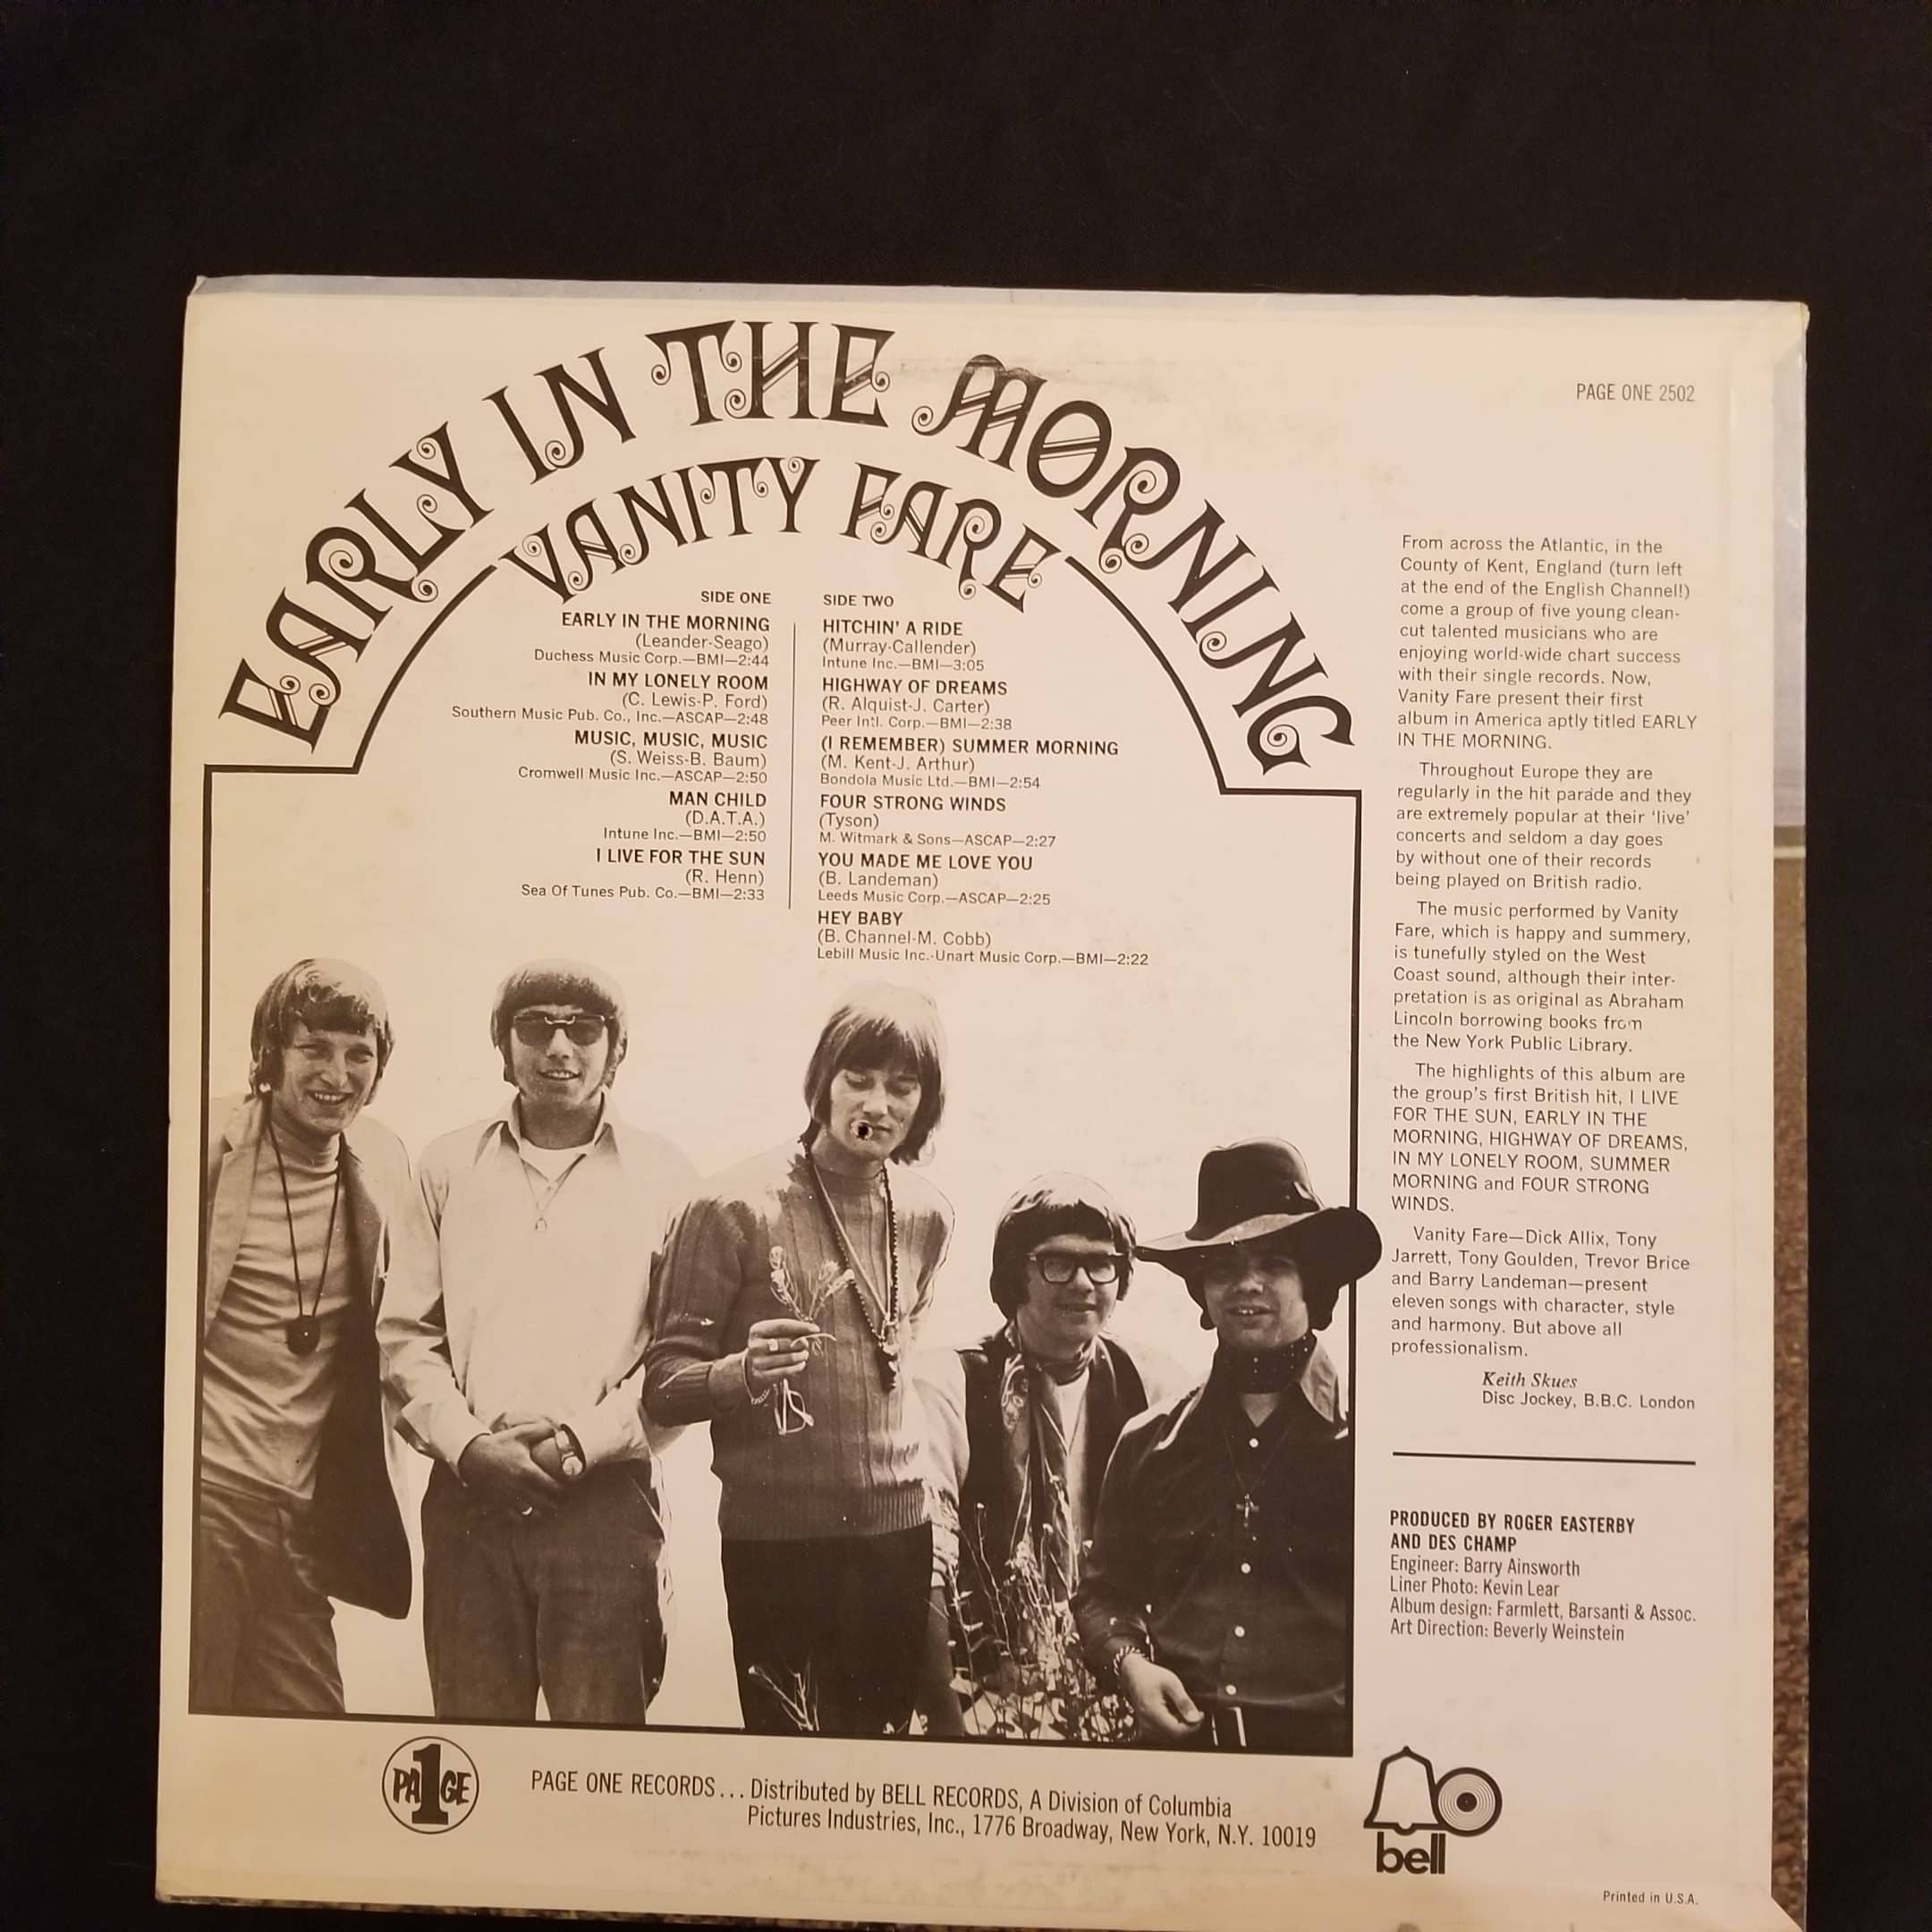 EARLY IN THE MORNING
VANITY FARE
SIDE ONE
EARLY IN THE MORNING
(Leander-Seago)
Duchess Music Corp.—BMI—2:44
IN MY LONELY ROOM
(C. Lewis-P. Ford)
Southern Music Pub. Co., Inc.—ASCAP—2:48
MUSIC, MUSIC, MUSIC
(S. Weiss-B. Baum)
Cromwell Music Inc.—ASCAP—2:50
MAN CHILD
(D.A.T.A.)
Intune Inc.—BMI—2:50
I LIVE FOR THE SUN
(R. Henn)
Sea Of Tunes Pub. Co.—BMI—2:33
SIDE TWO
HITCHIN' A RIDE
(Murray-Callender)
Intune Inc.—BMI—3:05
HIGHWAY OF DREAMS
(R. Alquist-J. Carter)
Peer Int'l. Corp.—BMI—2:38
(I REMEMBER) SUMMER MORNING
(M. Kent-J. Arthur)
Bondola Music Ltd.—BMI—2:54
FOUR STRONG WINDS
(Tyson)
M. Witmark & Sons—ASCAP—2:27
YOU MADE ME LOVE YOU
(B. Landeman)
Leeds Music Corp.—ASCAP—2:25
HEY BABY
(B. Channel-M. Cobb)
Lebill Music Inc.-Unart Music Corp.—BMI—2:22
PAGE ONE 2502
From across the Atlantic, in the
County of Kent, England (turn left
at the end of the English Channel!)
come a group of five young clean-
cut talented musicians who are
enjoying world-wide chart success
with their single records. Now,
Vanity Fare present their first
album in America aptly titled EARLY
IN THE MORNING.
Throughout Europe they are
regularly in the hit parade and they
are extremely popular at their 'live'
concerts and seldom a day goes
by without one of their records
being played on British radio.
The music performed by Vanity
Fare, which is happy and summery,
is tunefully styled on the West
Coast sound, although their inter-
pretation is as original as Abraham
Lincoln borrowing books from
the New York Public Library.
The highlights of this album are
the group's first British hit, I LIVE
FOR THE SUN, EARLY IN THE
MORNING, HIGHWAY OF DREAMS,
IN MY LONELY ROOM, SUMMER
MORNING and FOUR STRONG
WINDS.
Vanity Fare—Dick Allix, Tony
Jarrett, Tony Goulden, Trevor Brice
and Barry Landeman—present
eleven songs with character, style
and harmony. But above all
professionalism.
Keith Skues
Disc Jockey, B.B.C. London
PRODUCED BY ROGER EASTERBY
AND DES CHAMP
Engineer: Barry Ainsworth
Liner Photo: Kevin Lear
Album design: Farmlett, Barsanti & Assoc.
Art Direction: Beverly Weinstein
PA1GE
PAGE ONE RECORDS... Distributed by BELL RECORDS, A Division of Columbia
Pictures Industries, Inc., 1776 Broadway, New York, N.Y. 10019
bell
Printed in U.S.A.